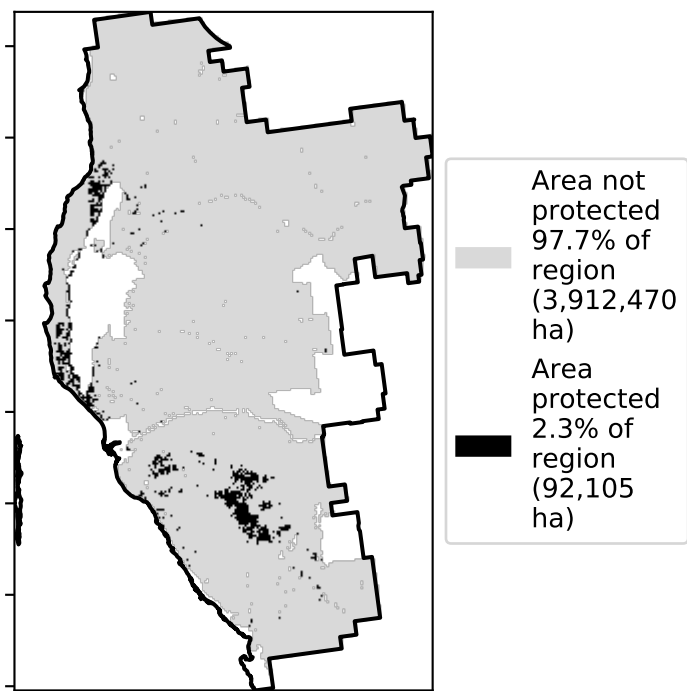 Area not
protected
97.7% of
region
(3,912,470
ha)
Area
protected
2.3% of
region
(92,105
ha)